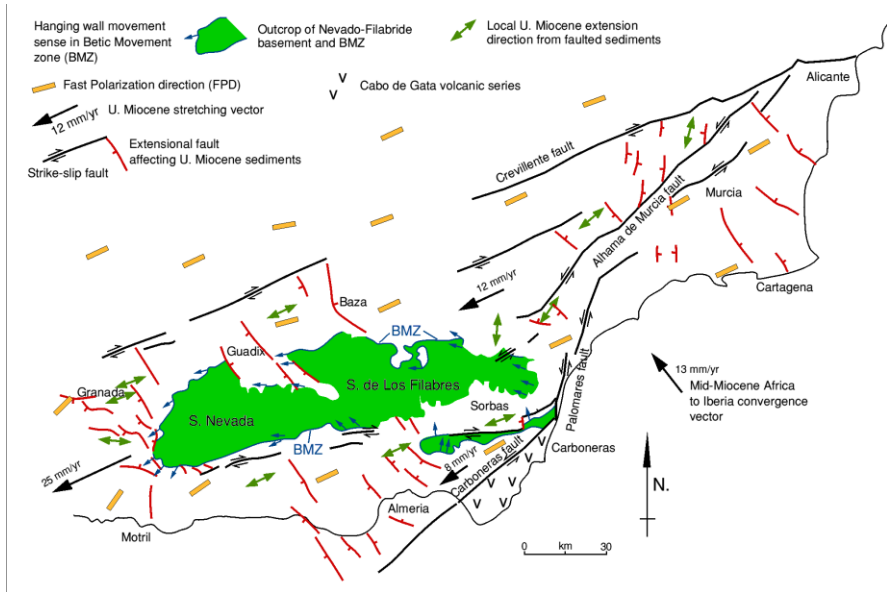 Hanging wall movement
sense in Betic Movement
zone (BMZ)
Outcrop of Nevado-Filabride
basement and BMZ
Local U. Miocene extension
direction from faulted sediments
Fast Polarization direction (FPD)
Cabo de Gata volcanic series
U. Miocene stretching vector
12 mm/yr
Extensional fault
affecting U. Miocene sediments
Strike-slip fault
Alicante
Crevillente fault
Alhama de Murcia fault
Murcia
Cartagena
12 mm/yr
Baza
BMZ
Guadix
S. de Los Filabres
Granada
S. Nevada
Sorbas
Palomares fault
13 mm/yr
Mid-Miocene Africa
to Iberia convergence
vector
BMZ
25 mm/yr
8 mm/yr
Carboneras fault
Carboneras
Almeria
Motril
N.
0 km 30